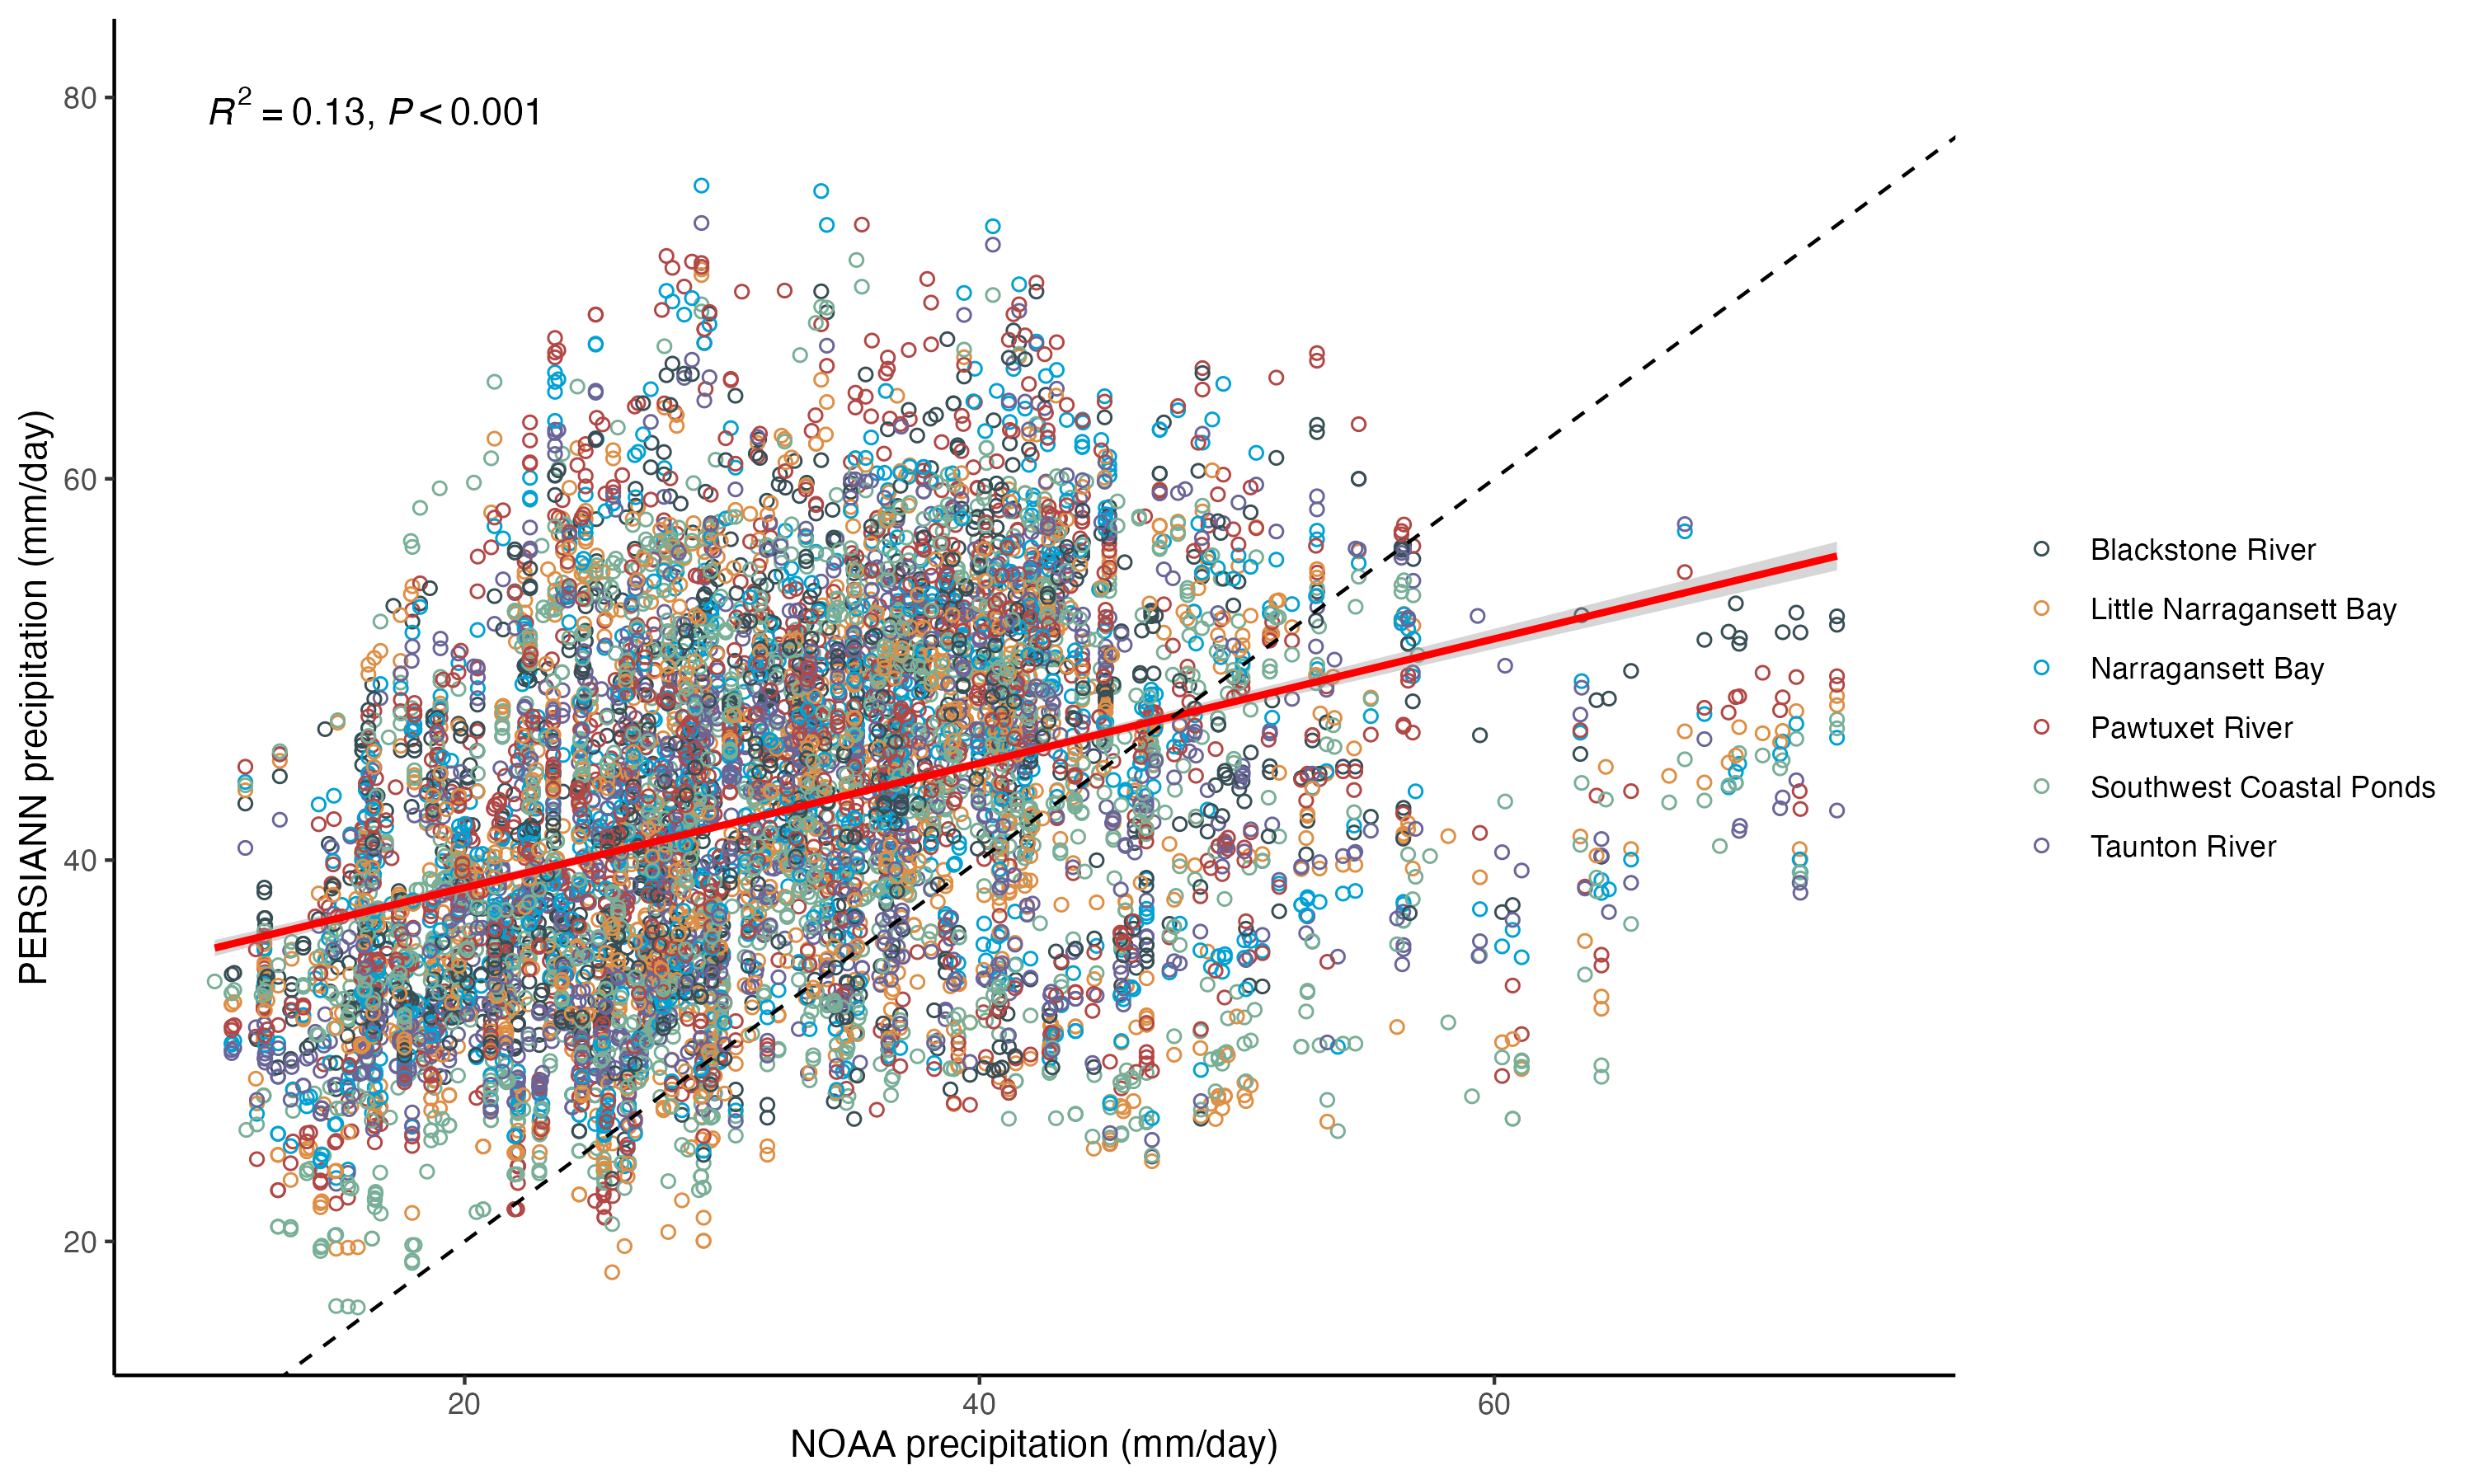 R² = 0.13, P < 0.001
80
60
40
20
PERSIANN precipitation (mm/day)
20 40 60
NOAA precipitation (mm/day)
Blackstone River
Little Narragansett Bay
Narragansett Bay
Pawtuxet River
Southwest Coastal Ponds
Taunton River